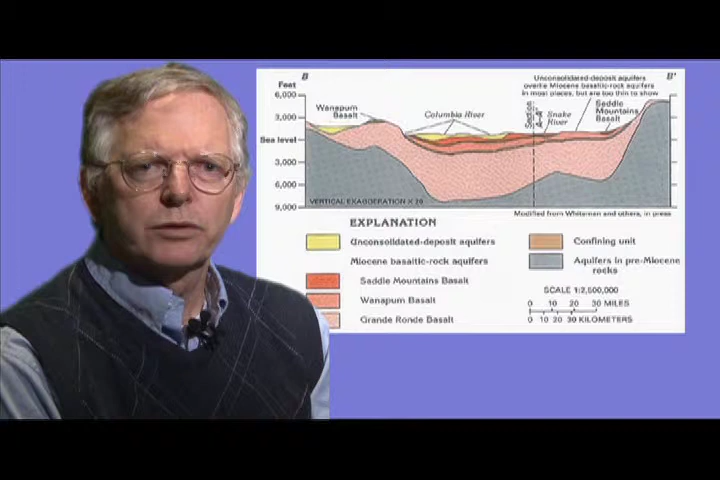 B
B'
Feet
6,000
3,000
Sea level
3,000
6,000
9,000
Wanapum
Basalt
Columbia River
Unconsolidated-deposit aquifers
overlie Miocene basaltic-rock aquifers
in most places, but are too thin to show
Snake
River
Saddle
Mountains
Basalt
VERTICAL EXAGGERATION X 20
Modified from Whiteman and others, in press
EXPLANATION
Unconsolidated-deposit aquifers
Miocene basaltic-rock aquifers
Saddle Mountains Basalt
Wanapum Basalt
Grande Ronde Basalt
Confining unit
Aquifers in pre-Miocene
rocks
SCALE 1:2,500,000
0 10 20 30 MILES
0 10 20 30 KILOMETERS